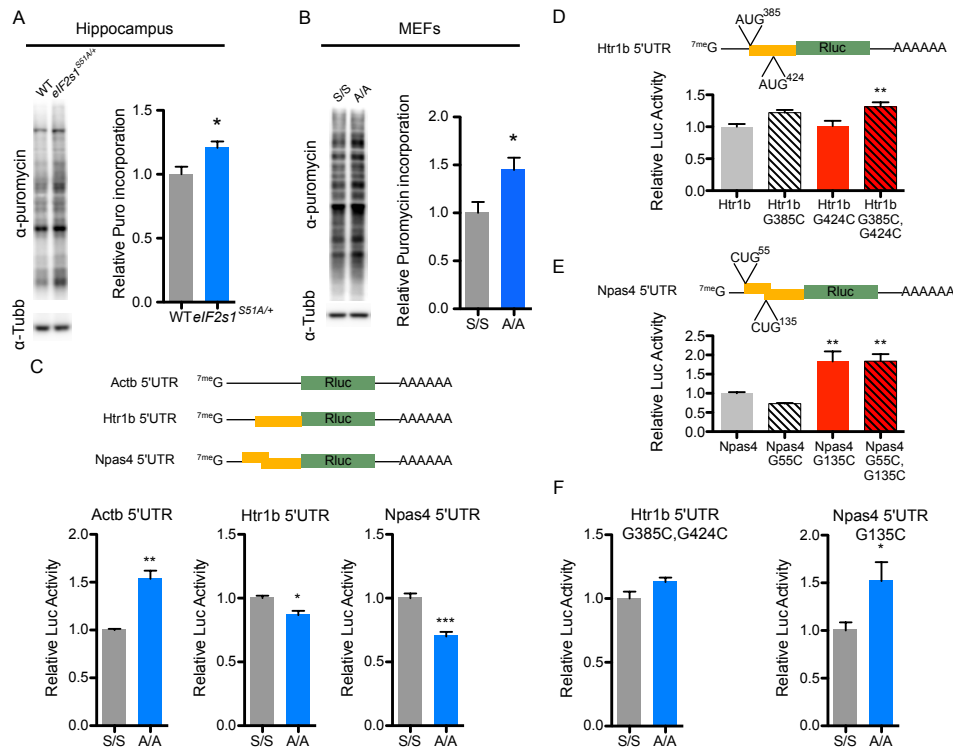 A
Hippocampus
WT
eIF2s1 S51A/+
α-puromycin
α-Tubb
Relative Puro incorporation
1.5
1.0
0.5
0.0
*
WT eIF2s1 S51A/+
B
MEFs
S/S
A/A
α-puromycin
α-Tubb
Relative Puromycin incorporation
2.0
1.5
1.0
0.5
0.0
*
S/S A/A
C
Actb 5'UTR 7meG Rluc AAAAAA
Htr1b 5'UTR 7meG Rluc AAAAAA
Npas4 5'UTR 7meG Rluc AAAAAA
Actb 5'UTR
Relative Luc Activity
2.0
1.5
1.0
0.5
0.0
**
S/S A/A
Htr1b 5'UTR
Relative Luc Activity
1.5
1.0
0.5
0.0
*
S/S A/A
Npas4 5'UTR
Relative Luc Activity
1.5
1.0
0.5
0.0
***
S/S A/A
D
AUG385
Htr1b 5'UTR 7meG Rluc AAAAAA
AUG424
Relative Luc Activity
1.5
1.0
0.5
0.0
**
Htr1b
Htr1b G385C
Htr1b G424C
Htr1b G385C, G424C
E
CUG55
Npas4 5'UTR 7meG Rluc AAAAAA
CUG135
Relative Luc Activity
2.5
2.0
1.5
1.0
0.5
0.0
** **
Npas4
Npas4 G55C
Npas4 G135C
Npas4 G55C, G135C
F
Htr1b 5'UTR
G385C,G424C
Relative Luc Activity
1.5
1.0
0.5
0.0
S/S A/A
Npas4 5'UTR
G135C
Relative Luc Activity
2.0
1.5
1.0
0.5
0.0
*
S/S A/A